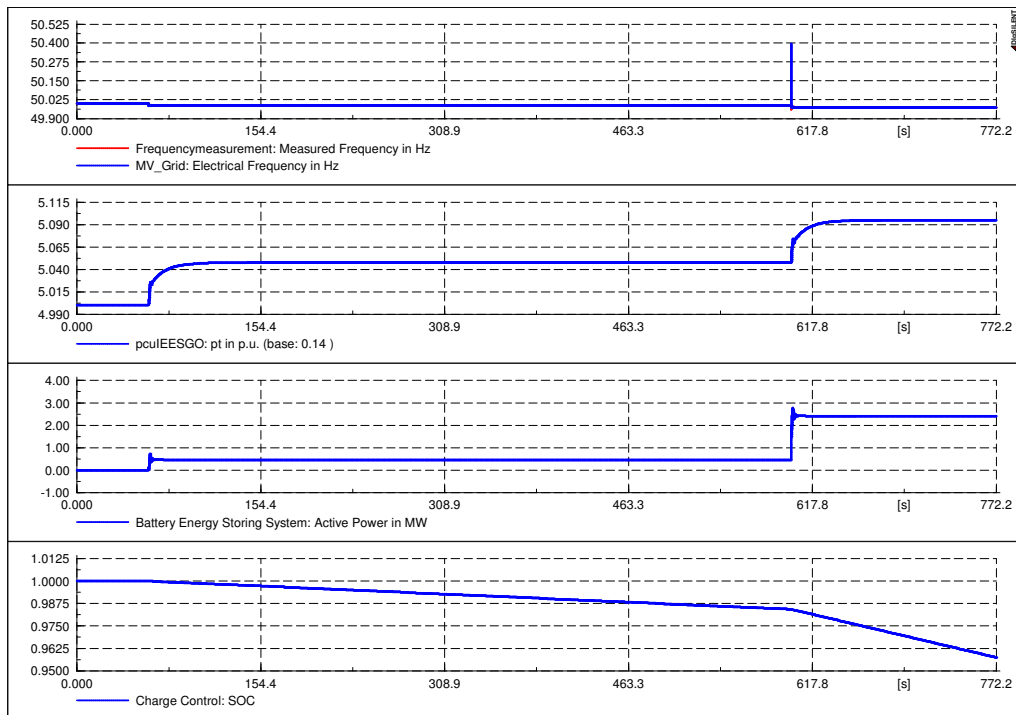 DIgSILENT
50.525
50.400
50.275
50.150
50.025
49.900
0.000 154.4 308.9 463.3 617.8 [s] 772.2
Frequencymeasurement: Measured Frequency in Hz
MV_Grid: Electrical Frequency in Hz
5.115
5.090
5.065
5.040
5.015
4.990
0.000 154.4 308.9 463.3 617.8 [s] 772.2
pcuIEESGO: pt in p.u. (base: 0.14 )
4.00
3.00
2.00
1.00
0.00
-1.00
0.000 154.4 308.9 463.3 617.8 [s] 772.2
Battery Energy Storing System: Active Power in MW
1.0125
1.0000
0.9875
0.9750
0.9625
0.9500
0.000 154.4 308.9 463.3 617.8 [s] 772.2
Charge Control: SOC